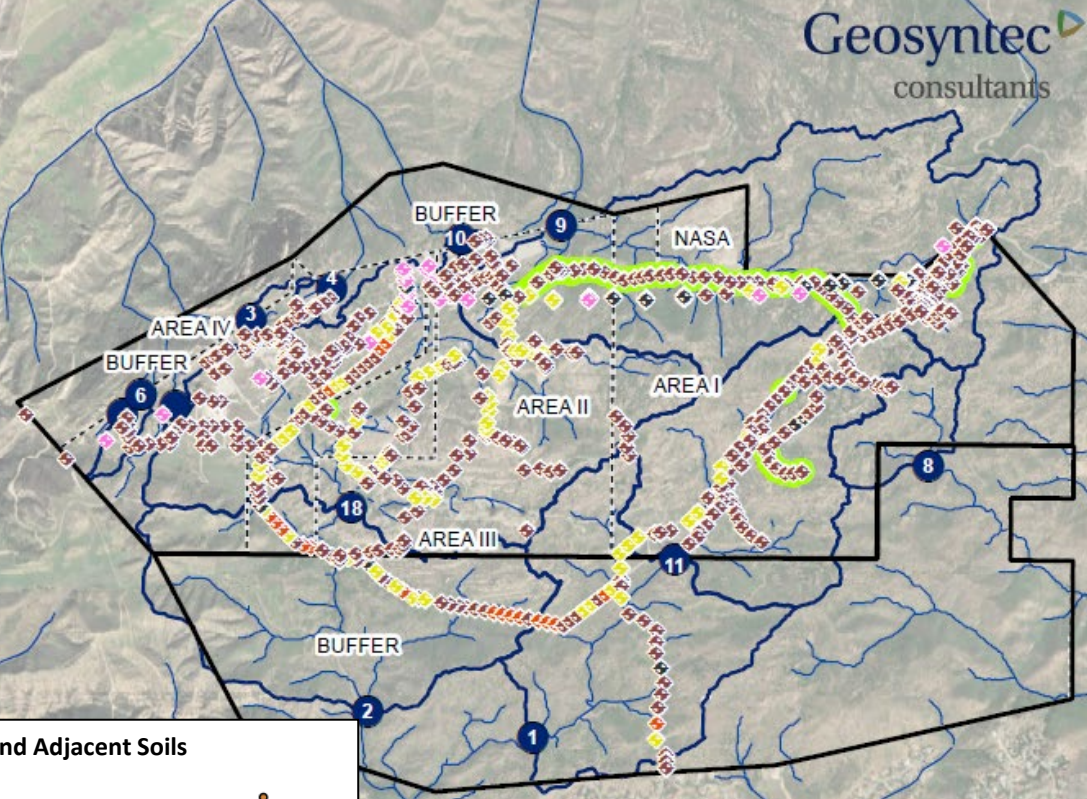 Geosyntec
consultants
BUFFER
10
9
NASA
4
3
AREA IV
BUFFER
6
AREA I
AREA II
8
18
AREA III
11
BUFFER
2
1
nd Adjacent Soils